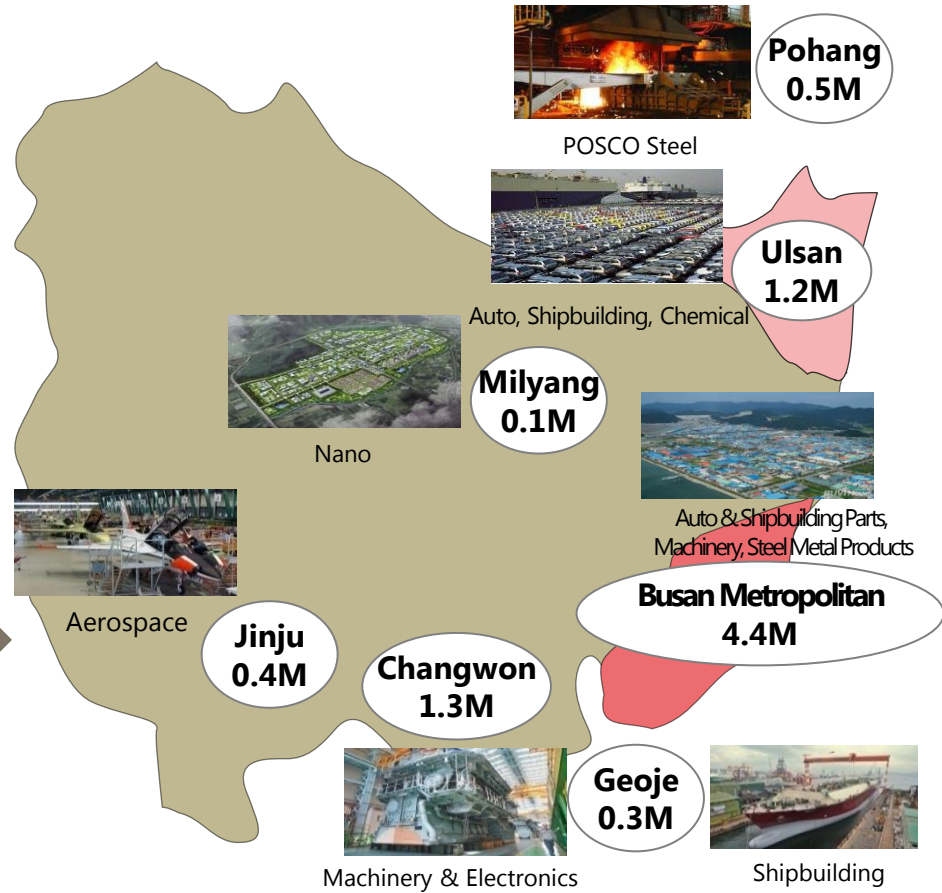 Pohang
0.5M
POSCO Steel
Ulsan
1.2M
Auto, Shipbuilding, Chemical
Milyang
0.1M
Nano
Auto & Shipbuilding Parts,
Machinery, Steel Metal Products
Busan Metropolitan
4.4M
Aerospace
Jinju
0.4M
Changwon
1.3M
Geoje
0.3M
Machinery & Electronics
Shipbuilding